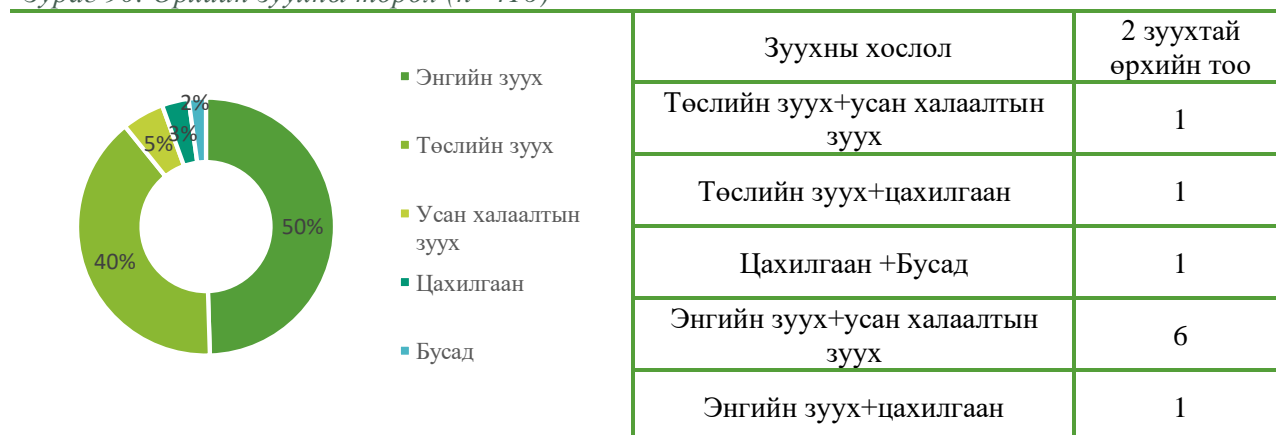 2%
5%
3%
50%
40%
Энгийн зуух
Төслийн зуух
Усан халаалтын
зуух
Цахилгаан
Бусад
Зуухны хослол
2 зуухтай
өрхийн тоо
Төслийн зуух+усан халаалтын
зуух
1
Төслийн зуух+цахилгаан
1
Цахилгаан +Бусад
1
Энгийн зуух+усан халаалтын
зуух
6
Энгийн зуух+цахилгаан
1